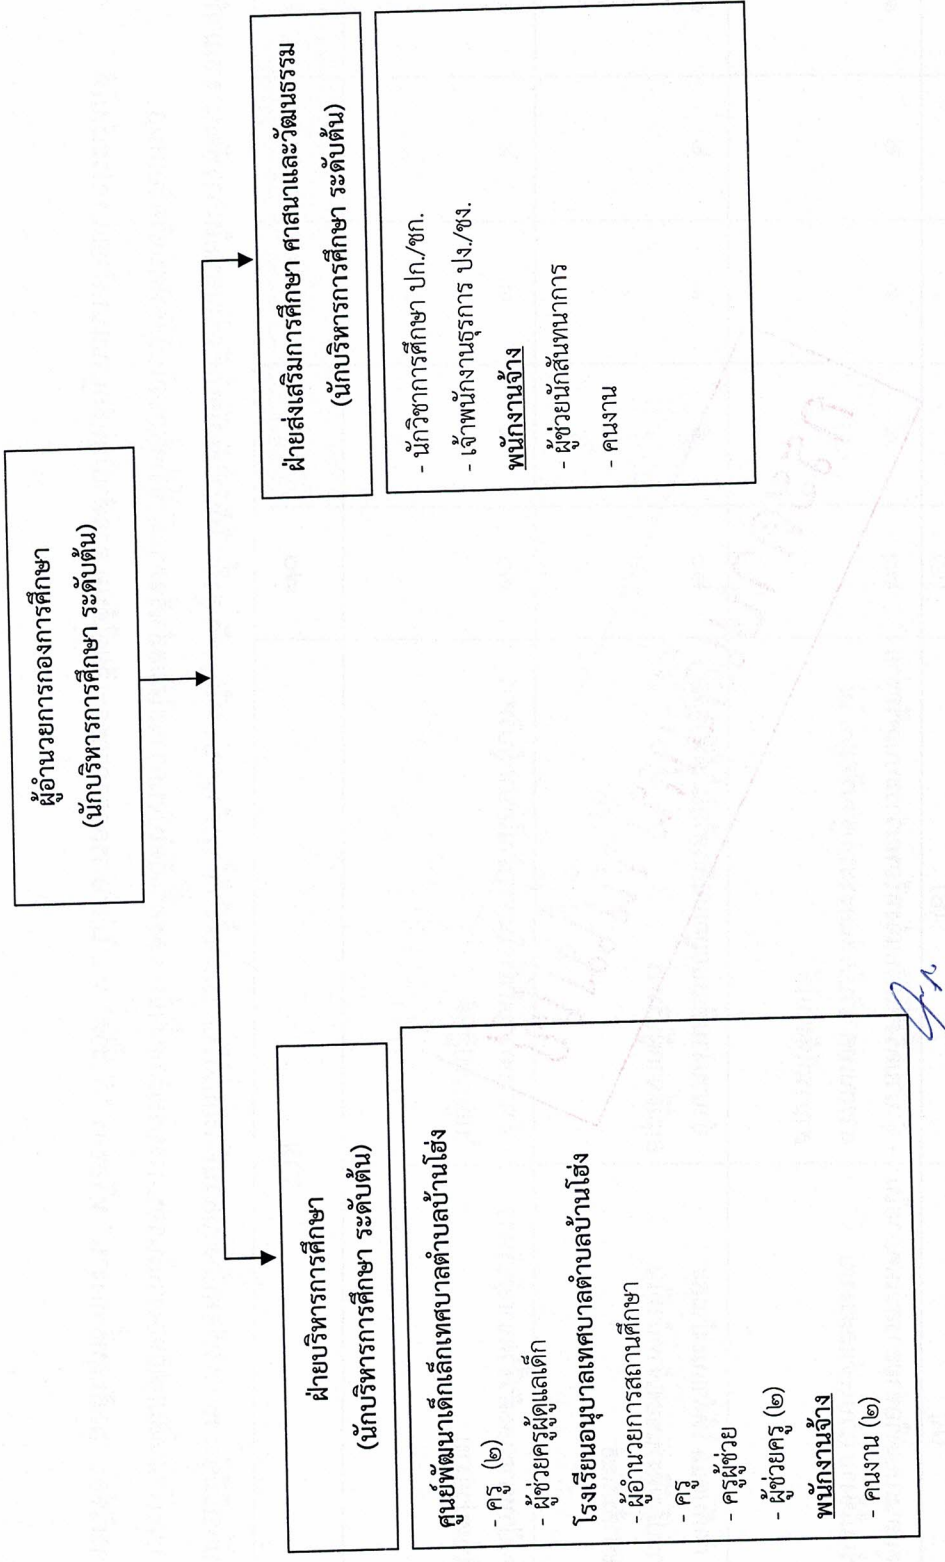 ผู้อำนวยการกองการศึกษา
(นักบริหารการศึกษา ระดับต้น)
ฝ่ายบริหารการศึกษา
(นักบริหารการศึกษา ระดับต้น)
ศูนย์พัฒนาเด็กเล็กเทศบาลตำบลบ้านโฮ่ง
- ครู (๒)
- ผู้ช่วยครูผู้ดูแลเด็ก
โรงเรียนอนุบาลเทศบาลตำบลบ้านโฮ่ง
- ผู้อำนวยการสถานศึกษา
- ครู
- ครูผู้ช่วย
- ผู้ช่วยครู (๒)
พนักงานจ้าง
- คนงาน (๒)
ฝ่ายส่งเสริมการศึกษา ศาสนาและวัฒนธรรม
(นักบริหารการศึกษา ระดับต้น)
- นักวิชาการศึกษา ปก./ชก.
- เจ้าพนักงานธุรการ ปง./ชง.
พนักงานจ้าง
- ผู้ช่วยนักสันทนาการ
- คนงาน